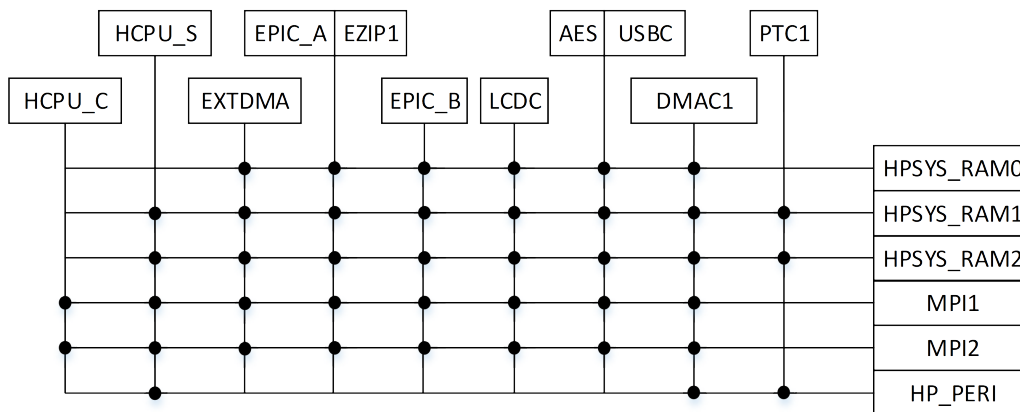 HCPU_S EPIC_A EZIP1 AES USBC PTC1
HCPU_C EXTDMA EPIC_B LCDC DMAC1
HPSYS_RAM0
HPSYS_RAM1
HPSYS_RAM2
MPI1
MPI2
HP_PERI